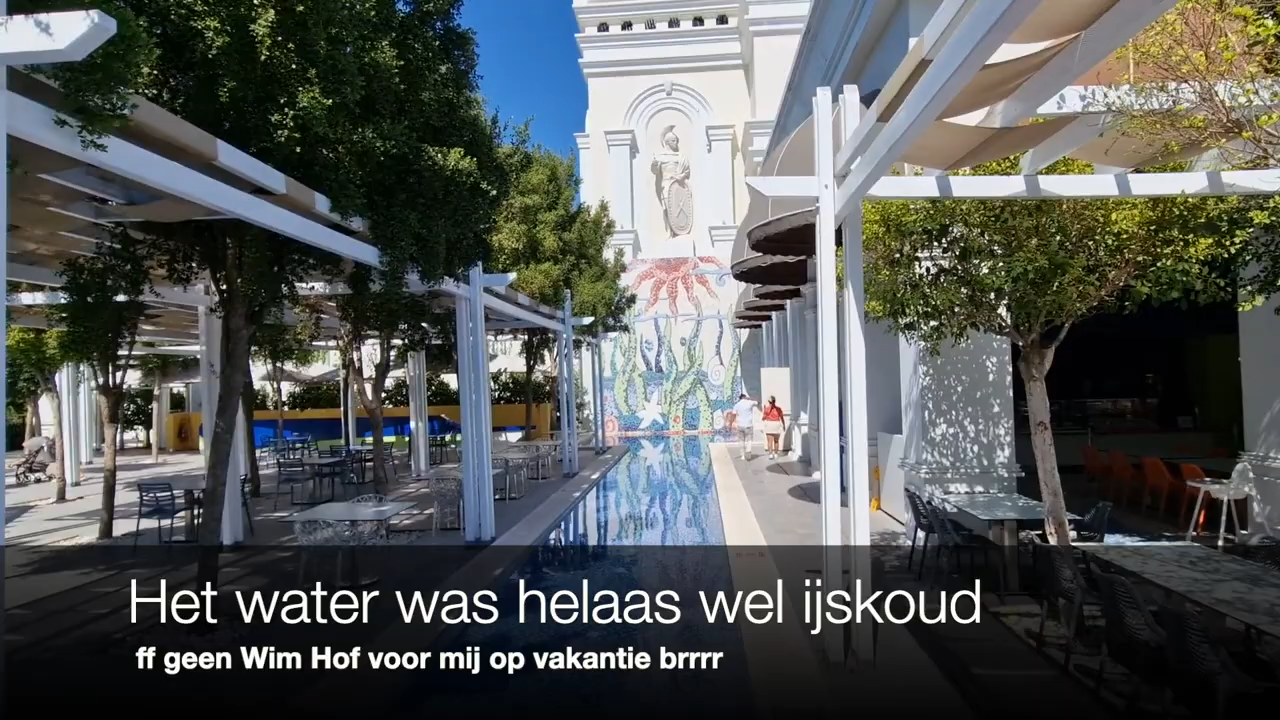 Het water was helaas wel ijskoud
ff geen Wim Hof voor mij op vakantie brrrr